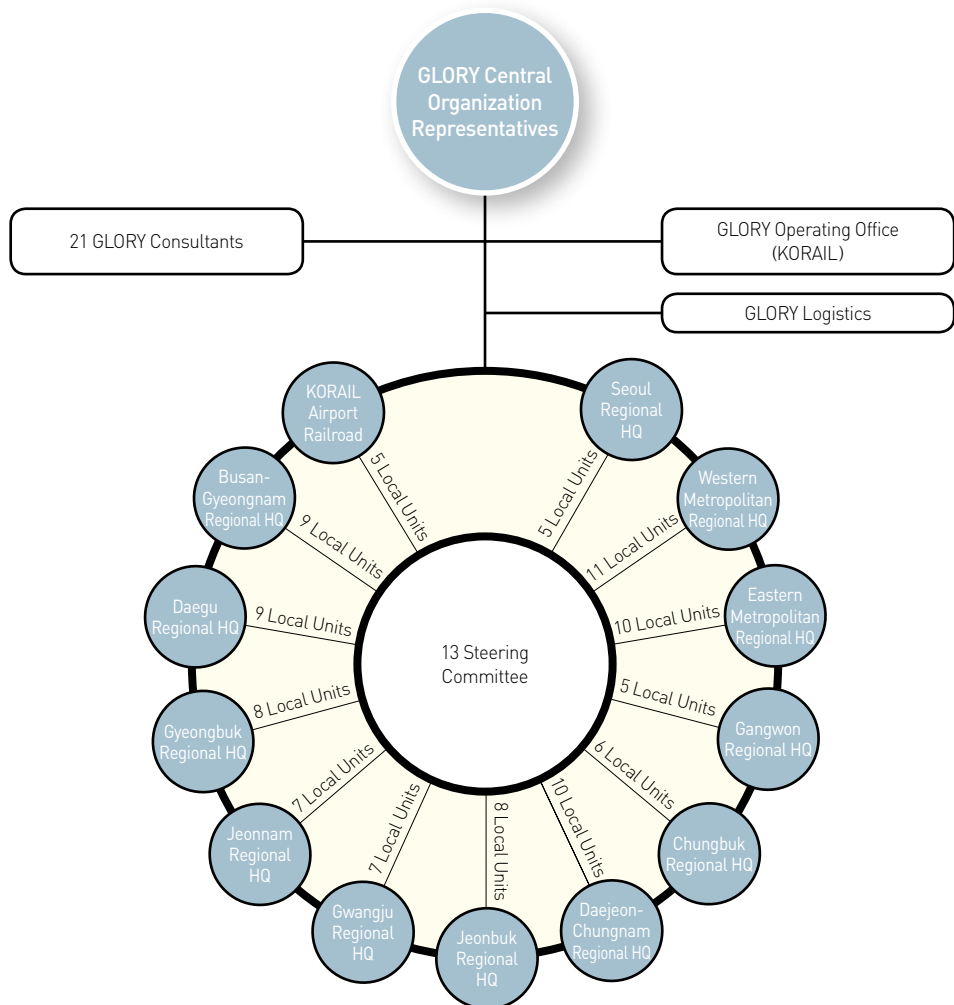 GLORY Central
Organization
Representatives
21 GLORY Consultants
GLORY Operating Office
(KORAIL)
GLORY Logistics
KORAIL
Airport
Railroad
Seoul
Regional
HQ
Busan-
Gyeongnam
Regional HQ
Western
Metropolitan
Regional HQ
5 Local Units
5 Local Units
9 Local Units
11 Local Units
Daegu
Regional HQ
9 Local Units
10 Local Units
Eastern
Metropolitan
Regional HQ
13 Steering
Committee
Gyeongbuk
Regional HQ
8 Local Units
5 Local Units
Gangwon
Regional HQ
7 Local Units
6 Local Units
Jeonnam
Regional
HQ
7 Local Units
8 Local Units
10 Local Units
Chungbuk
Regional HQ
Gwangju
Regional
HQ
Jeonbuk
Regional
HQ
Daejeon-
Chungnam
Regional HQ